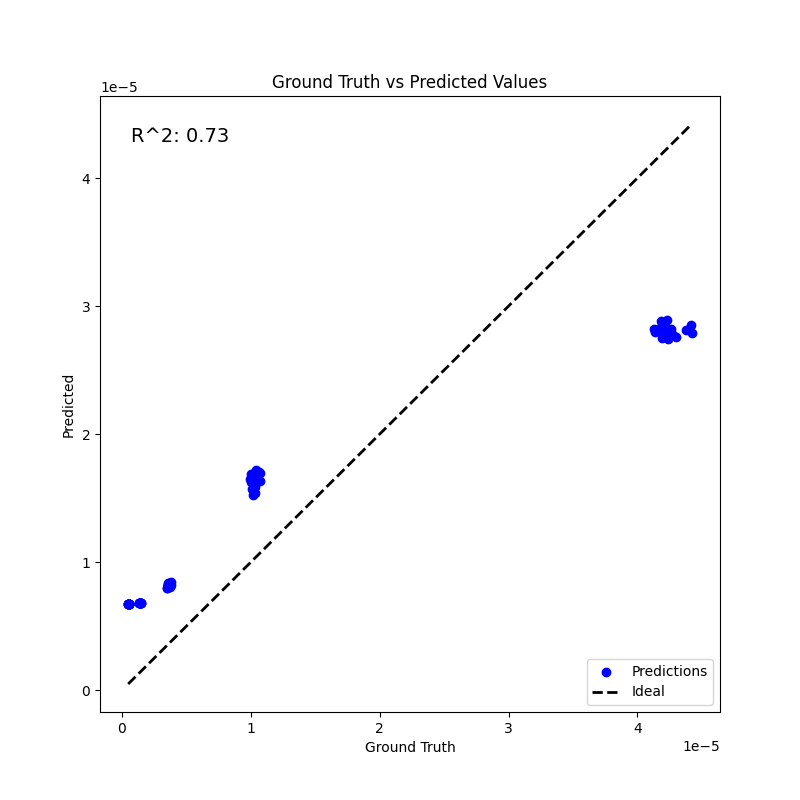 Ground Truth vs Predicted Values
1e−5
R^2: 0.73
4
3
2
1
0
Predicted
Predictions
Ideal
0 1 2 3 4
1e−5
Ground Truth